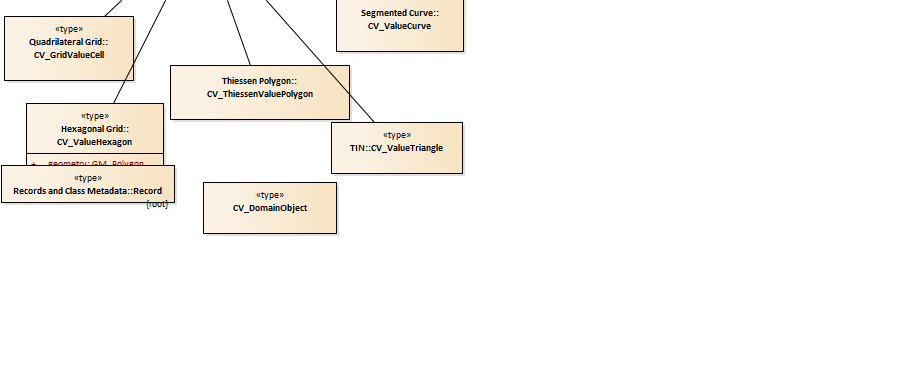 Segmented Curve::
CV_ValueCurve
«type»
Quadrilateral Grid::
CV_GridValueCell
Thiessen Polygon::
CV_ThiessenValuePolygon
«type»
Hexagonal Grid::
CV_ValueHexagon
+ geometry: GM_Polygon
«type»
TIN::CV_ValueTriangle
«type»
Records and Class Metadata::Record
{root}
«type»
CV_DomainObject